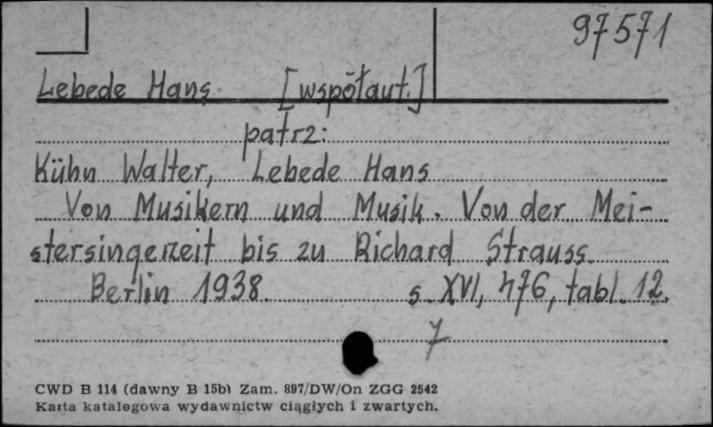 97571
Lebede Hans [współaut.]
patrz:
Kühn Walter, Lebede Hans
Von Musikern und Musik. Von der Mei-
stersingerzeit bis zu Richard Strauss.
Berlin 1938. s. XVI, 476, tabl. 12.
7
CWD B 114 (dawny B 15b) Zam. 897/DW/On ZGG 2542
Karta katalogowa wydawnictw ciągłych i zwartych.